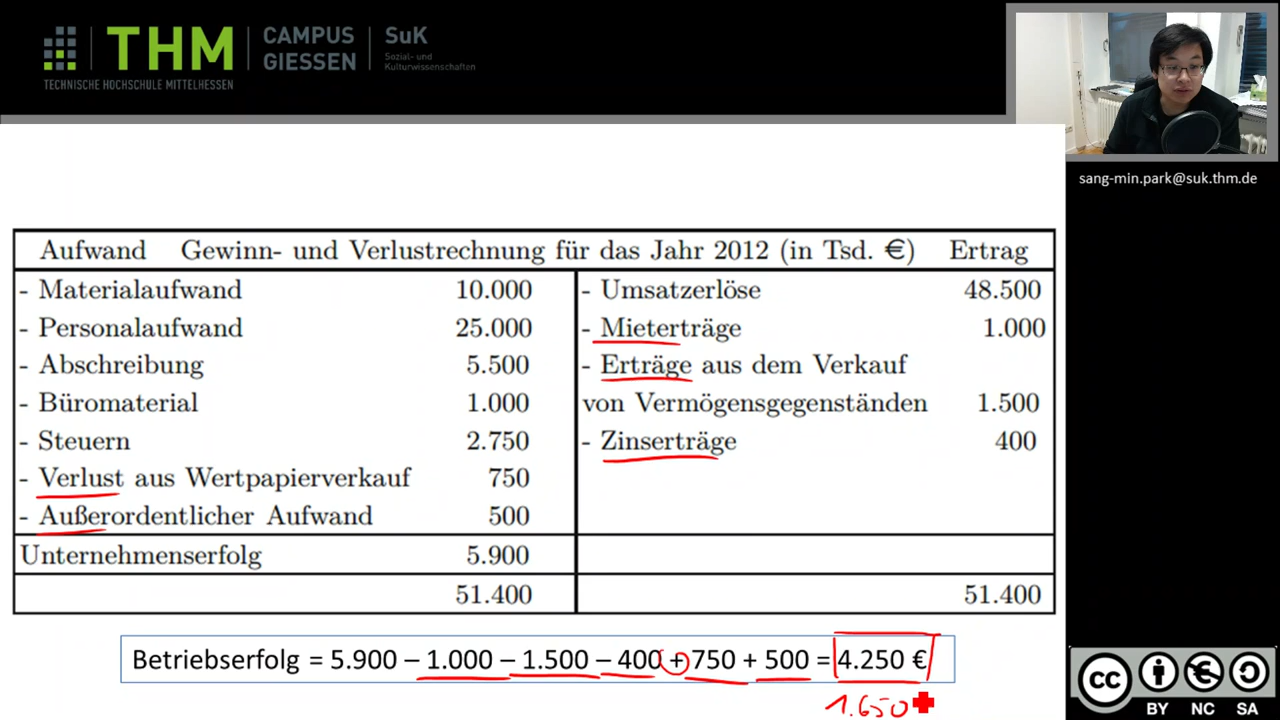 THM
TECHNISCHE HOCHSCHULE MITTELHESSEN
CAMPUS
GIESSEN
SuK
Sozial- und
Kulturwissenschaften
sang-min.park@suk.thm.de
Aufwand Gewinn- und Verlustrechnung für das Jahr 2012 (in Tsd. €) Ertrag
- Materialaufwand 10.000 - Umsatzerlöse 48.500
- Personalaufwand 25.000 - Mieterträge 1.000
- Abschreibung 5.500 - Erträge aus dem Verkauf
- Büromaterial 1.000 von Vermögensgegenständen 1.500
- Steuern 2.750 - Zinserträge 400
- Verlust aus Wertpapierverkauf 750
- Außerordentlicher Aufwand 500
Unternehmenserfolg 5.900
51.400 51.400
Betriebserfolg = 5.900 – 1.000 – 1.500 – 400 + 750 + 500 = 4.250 €
1.650
cc
BY NC SA